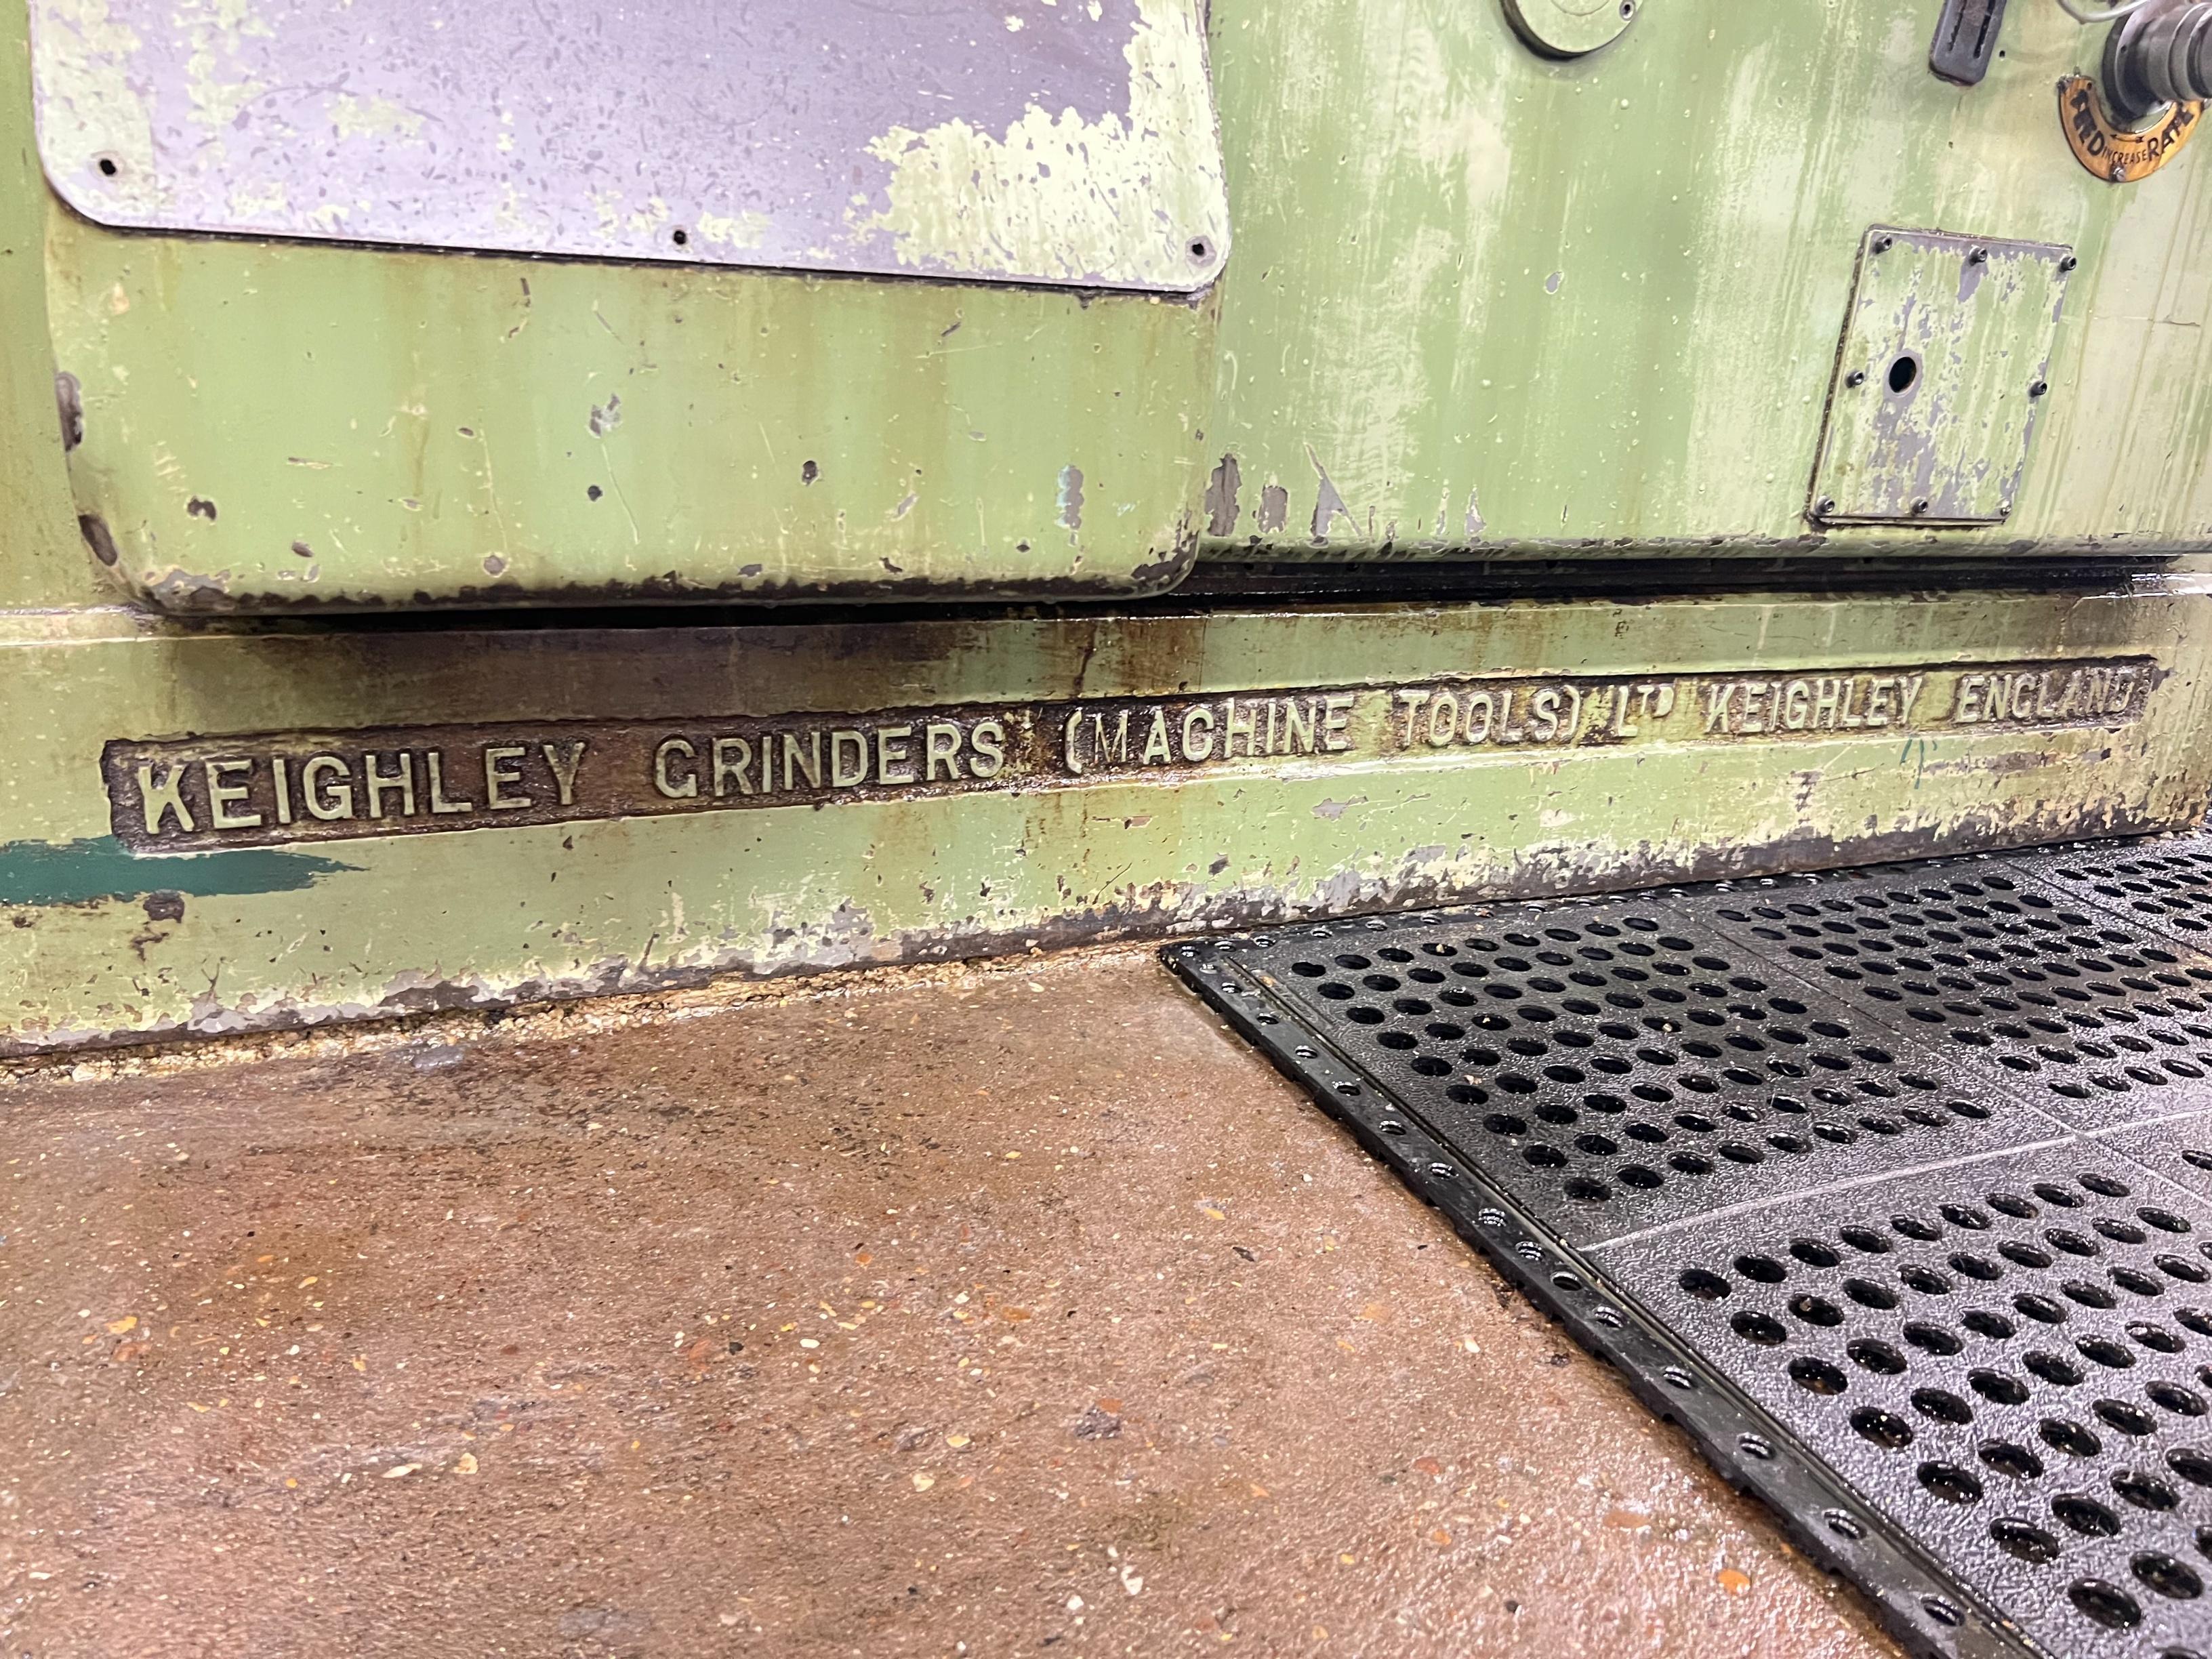 FEED INCREASE RATE
KEIGHLEY GRINDERS (MACHINE TOOLS) LTD KEIGHLEY ENGLAND